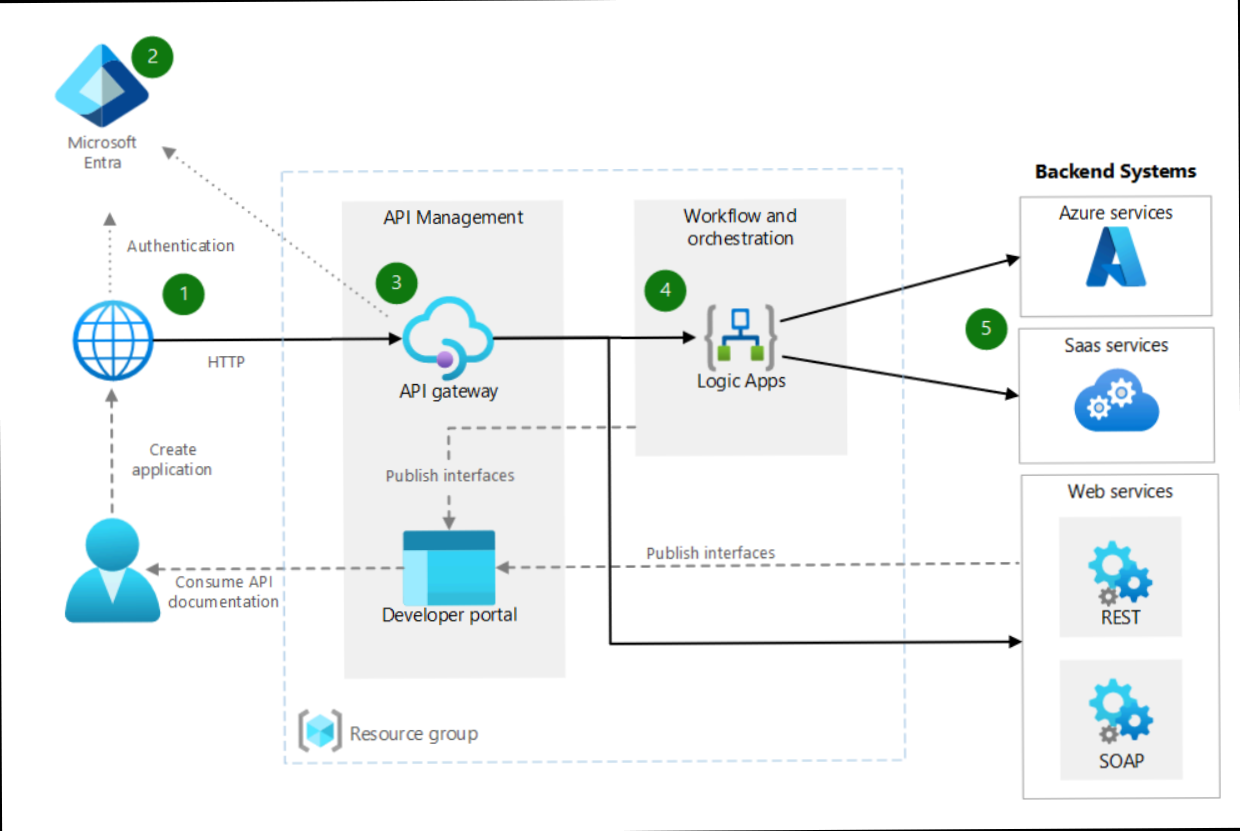 2
Microsoft
Entra
Authentication
1
HTTP
Create
application
Consume API
documentation
API Management
3
API gateway
Publish interfaces
Developer portal
Resource group
Workflow and
orchestration
4
Logic Apps
Publish interfaces
Backend Systems
Azure services
5
Saas services
Web services
REST
SOAP